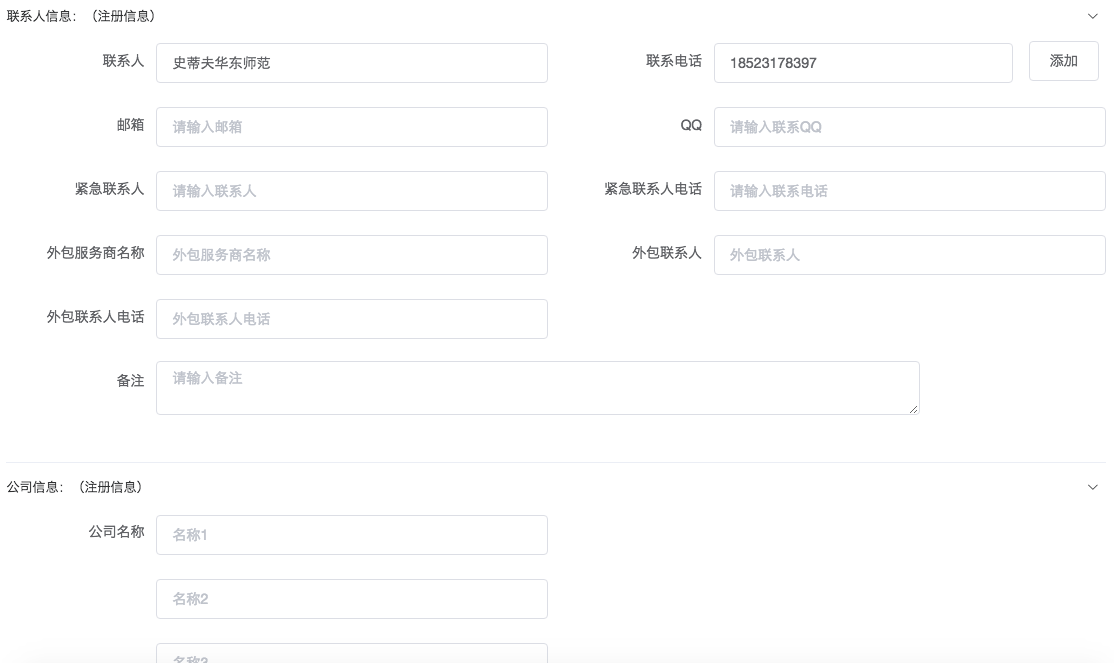 联系人信息：（注册信息）
联系人 史蒂夫华东师范 联系电话 18523178397 添加
邮箱 请输入邮箱 QQ 请输入联系QQ
紧急联系人 请输入联系人 紧急联系人电话 请输入联系电话
外包服务商名称 外包服务商名称 外包联系人 外包联系人
外包联系人电话 外包联系人电话
备注 请输入备注
公司信息：（注册信息）
公司名称 名称1
名称2
名称3